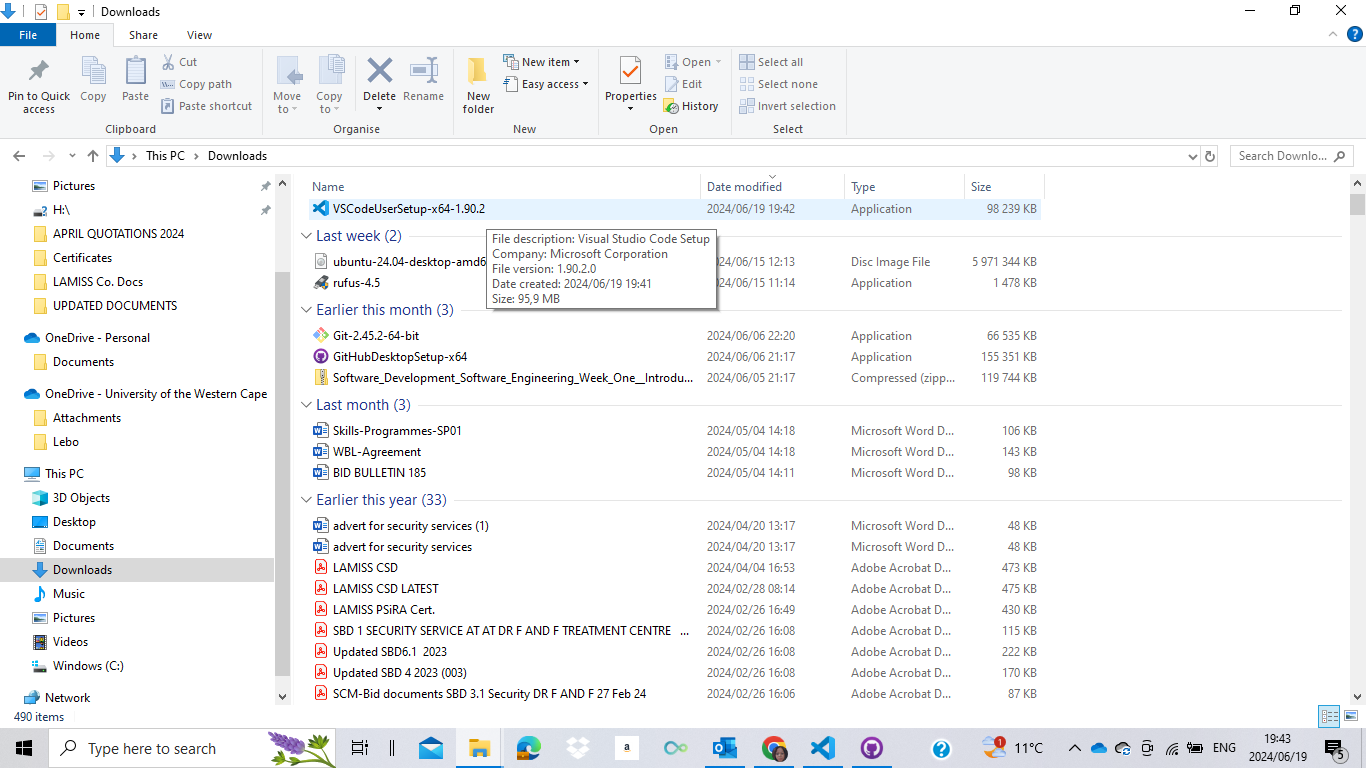 Downloads
File Home Share View
Pin to Quick access
Copy
Paste
Cut
Copy path
Paste shortcut
Clipboard
Move to
Copy to
Delete
Rename
Organise
New folder
New item
Easy access
New
Properties
Open
Edit
History
Open
Select all
Select none
Invert selection
Select
This PC > Downloads
Search Downlo...
Pictures
H:\
APRIL QUOTATIONS 2024
Certificates
LAMISS Co. Docs
UPDATED DOCUMENTS
OneDrive - Personal
Documents
OneDrive - University of the Western Cape
Attachments
Lebo
This PC
3D Objects
Desktop
Documents
Downloads
Music
Pictures
Videos
Windows (C:)
Network
Name Date modified Type Size
VSCodeUserSetup-x64-1.90.2 2024/06/19 19:42 Application 98 239 KB
File description: Visual Studio Code Setup
Company: Microsoft Corporation
File version: 1.90.2.0
Date created: 2024/06/19 19:41
Size: 95,9 MB
Last week (2)
ubuntu-24.04-desktop-amd6 /06/15 12:13 Disc Image File 5 971 344 KB
rufus-4.5 /06/15 11:14 Application 1 478 KB
Earlier this month (3)
Git-2.45.2-64-bit 2024/06/06 22:20 Application 66 535 KB
GitHubDesktopSetup-x64 2024/06/06 21:17 Application 155 351 KB
Software_Development_Software_Engineering_Week_One__Introdu... 2024/06/05 21:17 Compressed (zipp... 119 744 KB
Last month (3)
Skills-Programmes-SP01 2024/05/04 14:18 Microsoft Word D... 106 KB
WBL-Agreement 2024/05/04 14:18 Microsoft Word D... 143 KB
BID BULLETIN 185 2024/05/04 14:11 Microsoft Word D... 98 KB
Earlier this year (33)
advert for security services (1) 2024/04/20 13:17 Microsoft Word D... 48 KB
advert for security services 2024/04/20 13:17 Microsoft Word D... 48 KB
LAMISS CSD 2024/04/04 16:53 Adobe Acrobat D... 473 KB
LAMISS CSD LATEST 2024/02/28 08:14 Adobe Acrobat D... 475 KB
LAMISS PSiRA Cert. 2024/02/26 16:49 Adobe Acrobat D... 430 KB
SBD 1 SECURITY SERVICE AT AT DR F AND F TREATMENT CENTRE ... 2024/02/26 16:08 Adobe Acrobat D... 115 KB
Updated SBD6.1 2023 2024/02/26 16:08 Adobe Acrobat D... 222 KB
Updated SBD 4 2023 (003) 2024/02/26 16:08 Adobe Acrobat D... 170 KB
SCM-Bid documents SBD 3.1 Security DR F AND F 27 Feb 24 2024/02/26 16:06 Adobe Acrobat D... 87 KB
490 items
Type here to search
a
1
11°C
ENG
19:43
2024/06/19
5